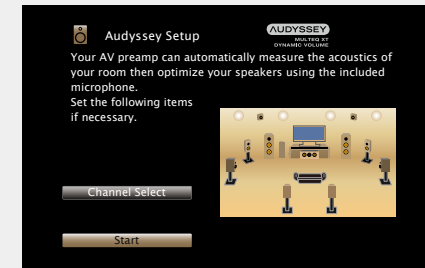 Audyssey Setup
AUDYSSEY
MULTEQ XT
DYNAMIC VOLUME
Your AV preamp can automatically measure the acoustics of
your room then optimize your speakers using the included
microphone.
Set the following items
if necessary.
Channel Select
Start